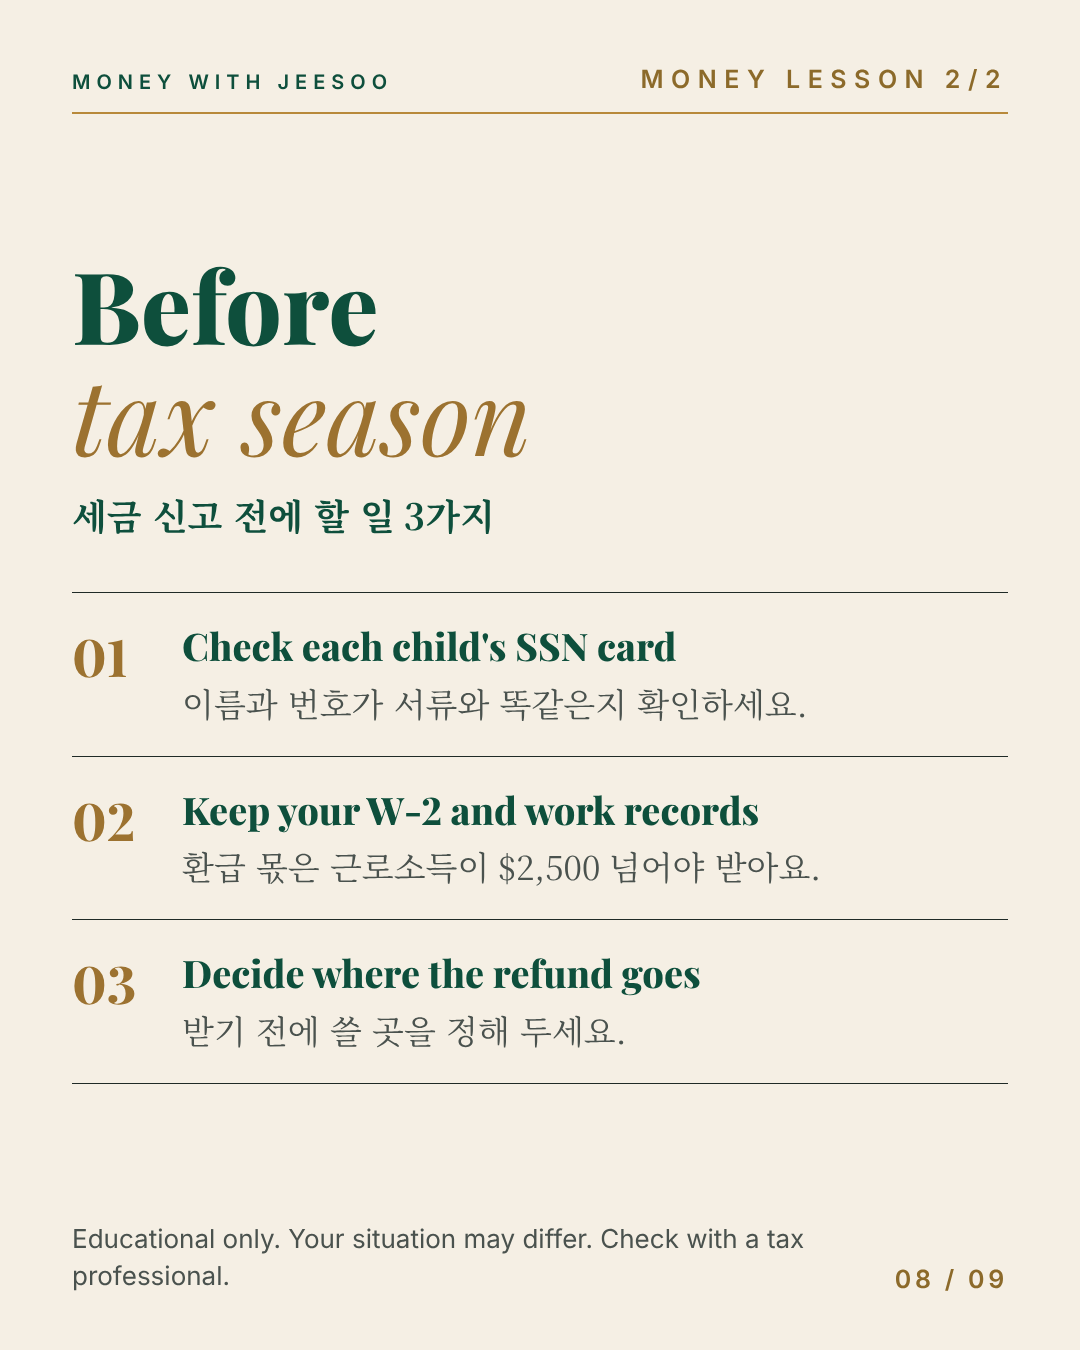 MONEY WITH JEESOO
MONEY LESSON 2/2
Before
tax season
세금 신고 전에 할 일 3가지
01
Check each child's SSN card
이름과 번호가 서류와 똑같은지 확인하세요.
02
Keep your W-2 and work records
환급 몫은 근로소득이 $2,500 넘어야 받아요.
03
Decide where the refund goes
받기 전에 쓸 곳을 정해 두세요.
Educational only. Your situation may differ. Check with a tax
professional.
08 / 09